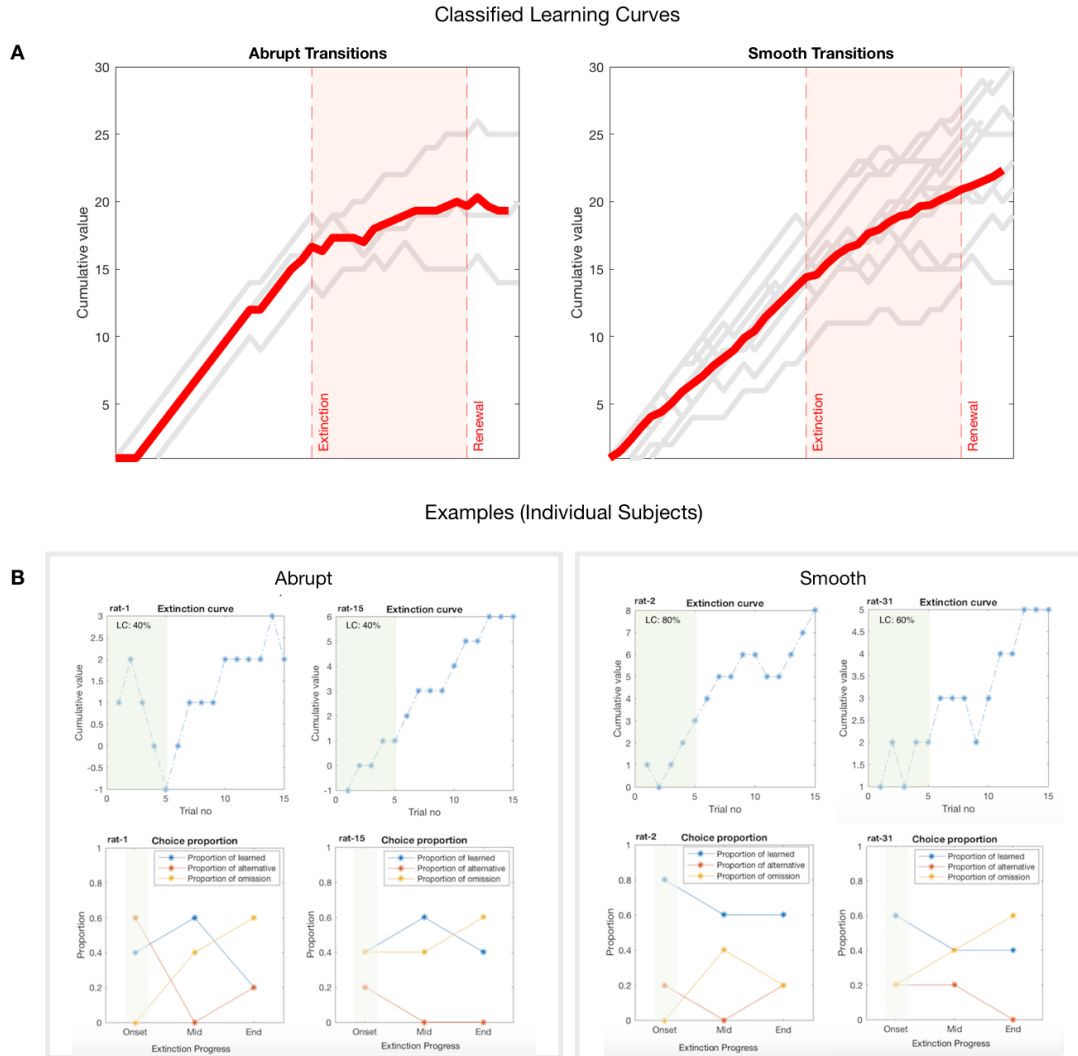 Classified Learning Curves
A
Abrupt Transitions
30
25
20
15
10
5
Cumulative value
Extinction
Renewal
Smooth Transitions
30
25
20
15
10
5
Cumulative value
Extinction
Renewal
Examples (Individual Subjects)
B
Abrupt
rat-1 Extinction curve
LC: 40%
3
2.5
2
1.5
1
0.5
0
-0.5
-1
Cumulative value
0 5 10 15
Trial no
rat-15 Extinction curve
LC: 40%
6
5
4
3
2
1
0
-1
Cumulative value
0 5 10 15
Trial no
rat-1 Choice proportion
Proportion of learned
Proportion of alternative
Proportion of omission
1
0.8
0.6
0.4
0.2
0
Proportion
Onset Mid End
Extinction Progress
rat-15 Choice proportion
Proportion of learned
Proportion of alternative
Proportion of omission
1
0.8
0.6
0.4
0.2
0
Proportion
Onset Mid End
Extinction Progress
Smooth
rat-2 Extinction curve
LC: 80%
8
7
6
5
4
3
2
1
0
Cumulative value
0 5 10 15
Trial no
rat-31 Extinction curve
LC: 60%
5
4.5
4
3.5
3
2.5
2
1.5
1
Cumulative value
0 5 10 15
Trial no
rat-2 Choice proportion
Proportion of learned
Proportion of alternative
Proportion of omission
1
0.8
0.6
0.4
0.2
0
Proportion
Onset Mid End
Extinction Progress
rat-31 Choice proportion
Proportion of learned
Proportion of alternative
Proportion of omission
1
0.8
0.6
0.4
0.2
0
Proportion
Onset Mid End
Extinction Progress